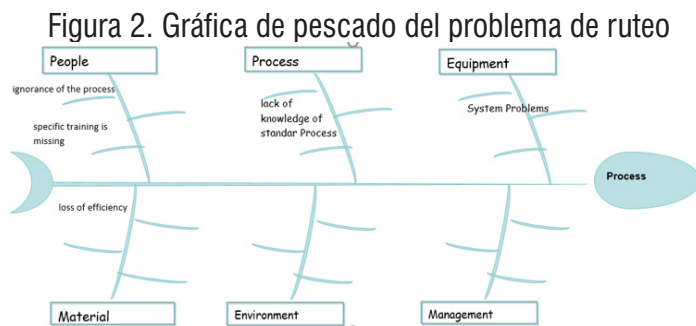 Figura 2. Gráfica de pescado del problema de ruteo
People
Process
Equipment
ignorance of the process
specific training is
missing
lack of
knowledge of
standar Process
System Problems
Process
loss of efficiency
Material
Environment
Management